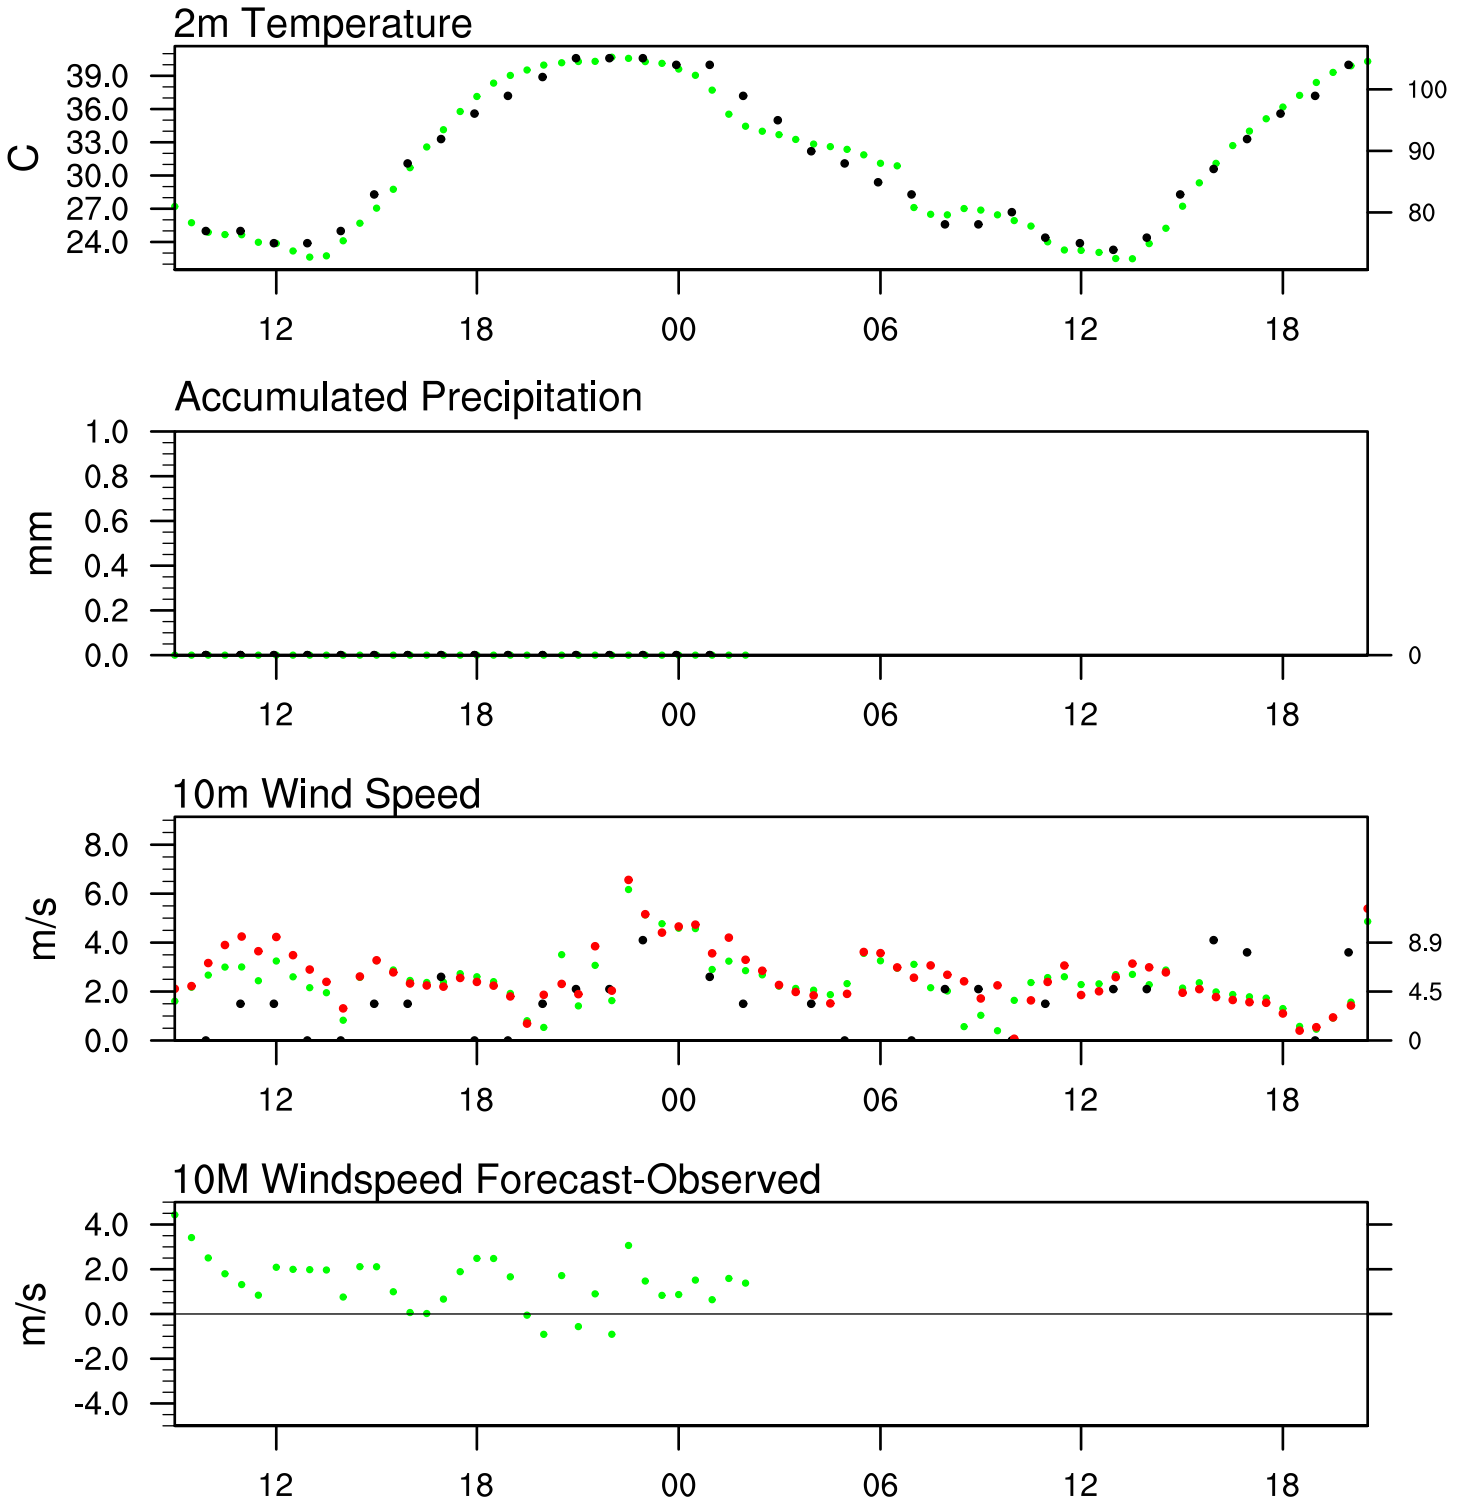 2m Temperature
39.0
36.0
33.0
30.0
27.0
24.0
C
100
90
80
12 18 00 06 12 18
Accumulated Precipitation
1.0
0.8
0.6
0.4
0.2
0.0
mm
0
12 18 00 06 12 18
10m Wind Speed
8.0
6.0
4.0
2.0
0.0
m/s
8.9
4.5
0
12 18 00 06 12 18
10M Windspeed Forecast-Observed
4.0
2.0
0.0
-2.0
-4.0
m/s
12 18 00 06 12 18